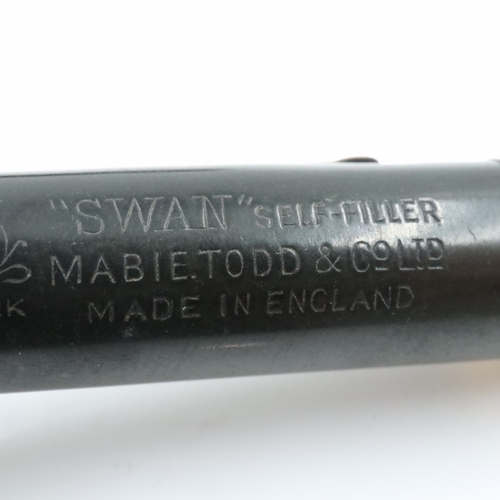 "SWAN" SELF-FILLER
MABIE.TODD & Co LTD
MADE IN ENGLAND